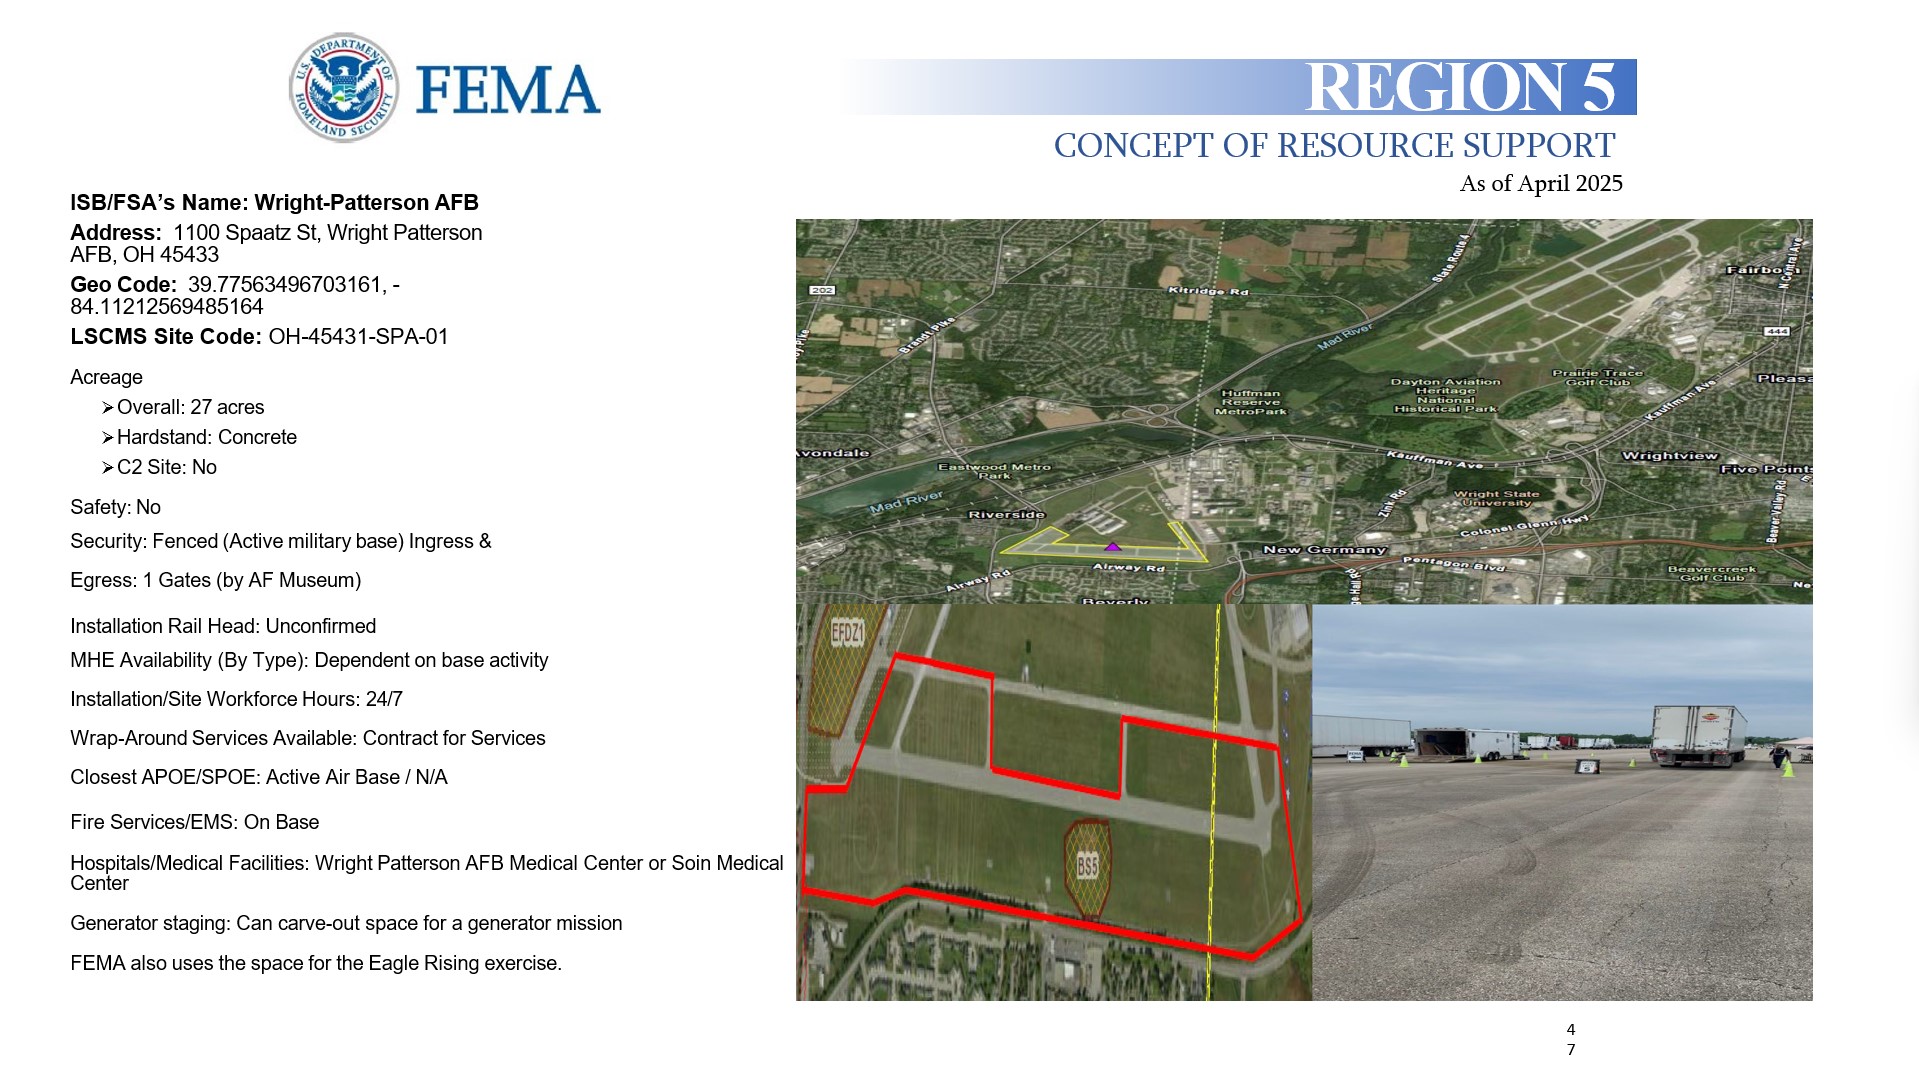 U.S. DEPARTMENT OF HOMELAND SECURITY
FEMA
REGION 5
CONCEPT OF RESOURCE SUPPORT
As of April 2025
ISB/FSA’s Name: Wright-Patterson AFB
Address:  1100 Spaatz St, Wright Patterson
AFB, OH 45433
Geo Code:  39.77563496703161, -
84.11212569485164
LSCMS Site Code: OH-45431-SPA-01
Acreage
➢Overall: 27 acres
➢Hardstand: Concrete
➢C2 Site: No
Safety: No
Security: Fenced (Active military base) Ingress &
Egress: 1 Gates (by AF Museum)
Installation Rail Head: Unconfirmed
MHE Availability (By Type): Dependent on base activity
Installation/Site Workforce Hours: 24/7
Wrap-Around Services Available: Contract for Services
Closest APOE/SPOE: Active Air Base / N/A
Fire Services/EMS: On Base
Hospitals/Medical Facilities: Wright Patterson AFB Medical Center or Soin Medical
Center
Generator staging: Can carve-out space for a generator mission
FEMA also uses the space for the Eagle Rising exercise.
State Route 4
Fairbo
N Central Ave
202
Kitridge Rd
Brandt Pike
Mad River
444
Prairie Trace
Golf Club
Dayton Aviation
Heritage
National
Historical Park
Pleasa
Huffman
Reserve
MetroPark
Kauffman Ave
Avondale
Eastwood Metro
Park
Kauffman Ave
Wrightview
Five Points
Mad River
Zink Rd
Wright State
University
Riverside
Colonel Glenn Hwy
Beaver Valley Rd
New Germany
Pentagon Blvd
Airway Rd
Airway Rd
Beavercreek
Golf Club
Ne
Beverly
EFDZ1
BS5
4
7